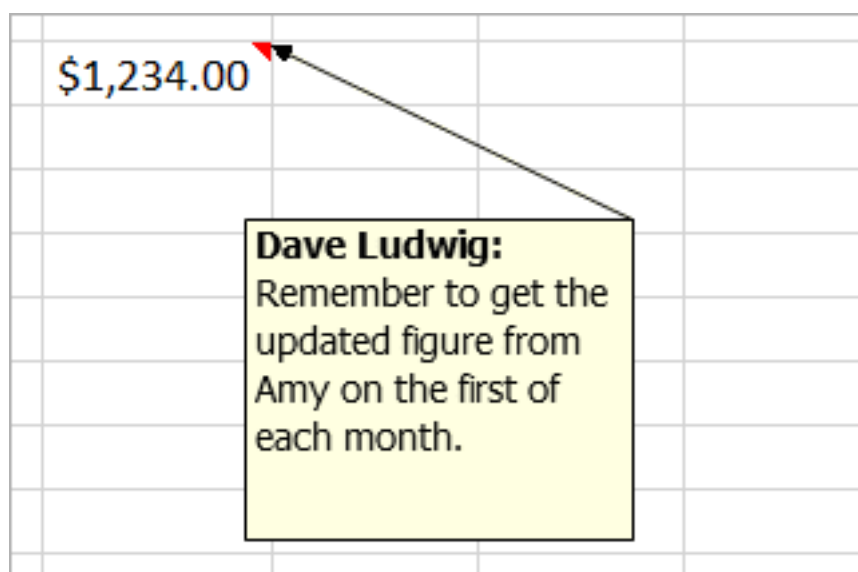 $1,234.00
Dave Ludwig:
Remember to get the
updated figure from
Amy on the first of
each month.